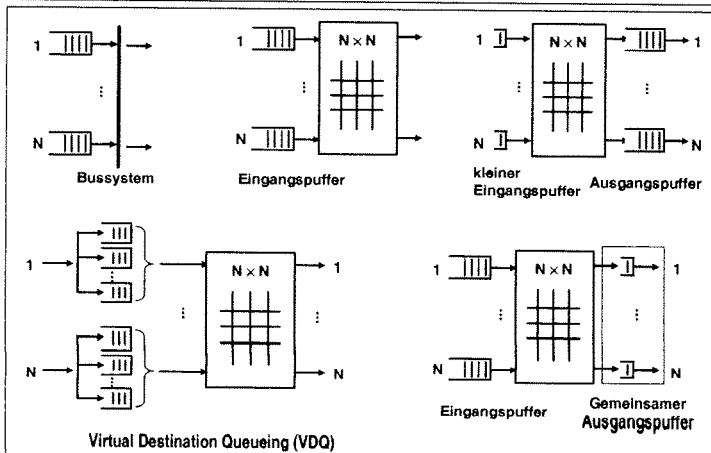 1
N
Bussystem
1
N
N × N
Eingangspuffer
1
N
N × N
1
N
kleiner
Eingangspuffer
Ausgangspuffer
1
N
N × N
1
N
Virtual Destination Queueing (VDQ)
1
N
N × N
1
N
Eingangspuffer
Gemeinsamer
Ausgangspuffer